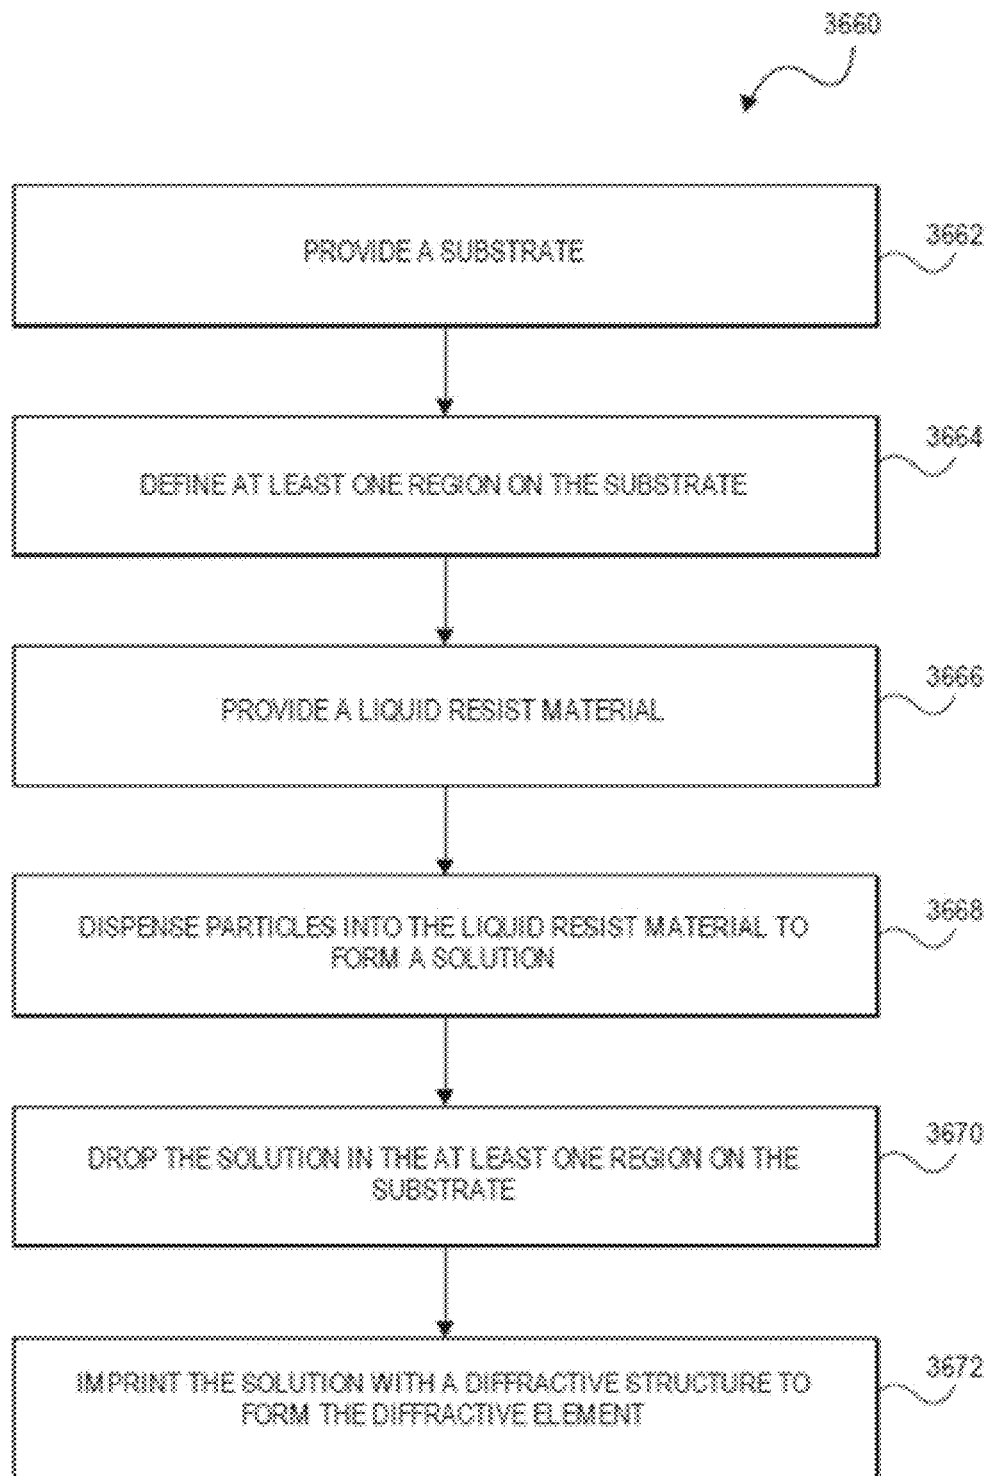 3660
PROVIDE A SUBSTRATE
3662
DEFINE AT LEAST ONE REGION ON THE SUBSTRATE
3664
PROVIDE A LIQUID RESIST MATERIAL
3666
DISPENSE PARTICLES INTO THE LIQUID RESIST MATERIAL TO
FORM A SOLUTION
3668
DROP THE SOLUTION IN THE AT LEAST ONE REGION ON THE
SUBSTRATE
3670
IMPRINT THE SOLUTION WITH A DIFFRACTIVE STRUCTURE TO
FORM THE DIFFRACTIVE ELEMENT
3672